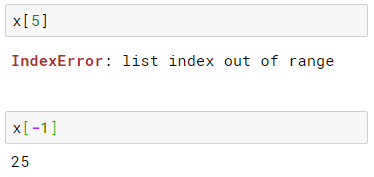 x[5]
IndexError: list index out of range
x[-1]
25